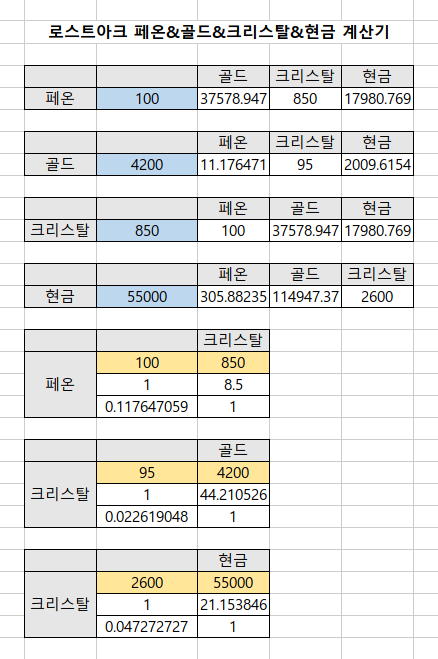 로스트아크 페온&골드&크리스탈&현금 계산기
골드 크리스탈 현금
페온 100 37578.947 850 17980.769
페온 크리스탈 현금
골드 4200 11.176471 95 2009.6154
페온 골드 현금
크리스탈 850 100 37578.947 17980.769
페온 골드 크리스탈
현금 55000 305.88235 114947.37 2600
크리스탈
100 850
페온 1 8.5
0.117647059 1
골드
95 4200
크리스탈 1 44.210526
0.022619048 1
현금
2600 55000
크리스탈 1 21.153846
0.047272727 1